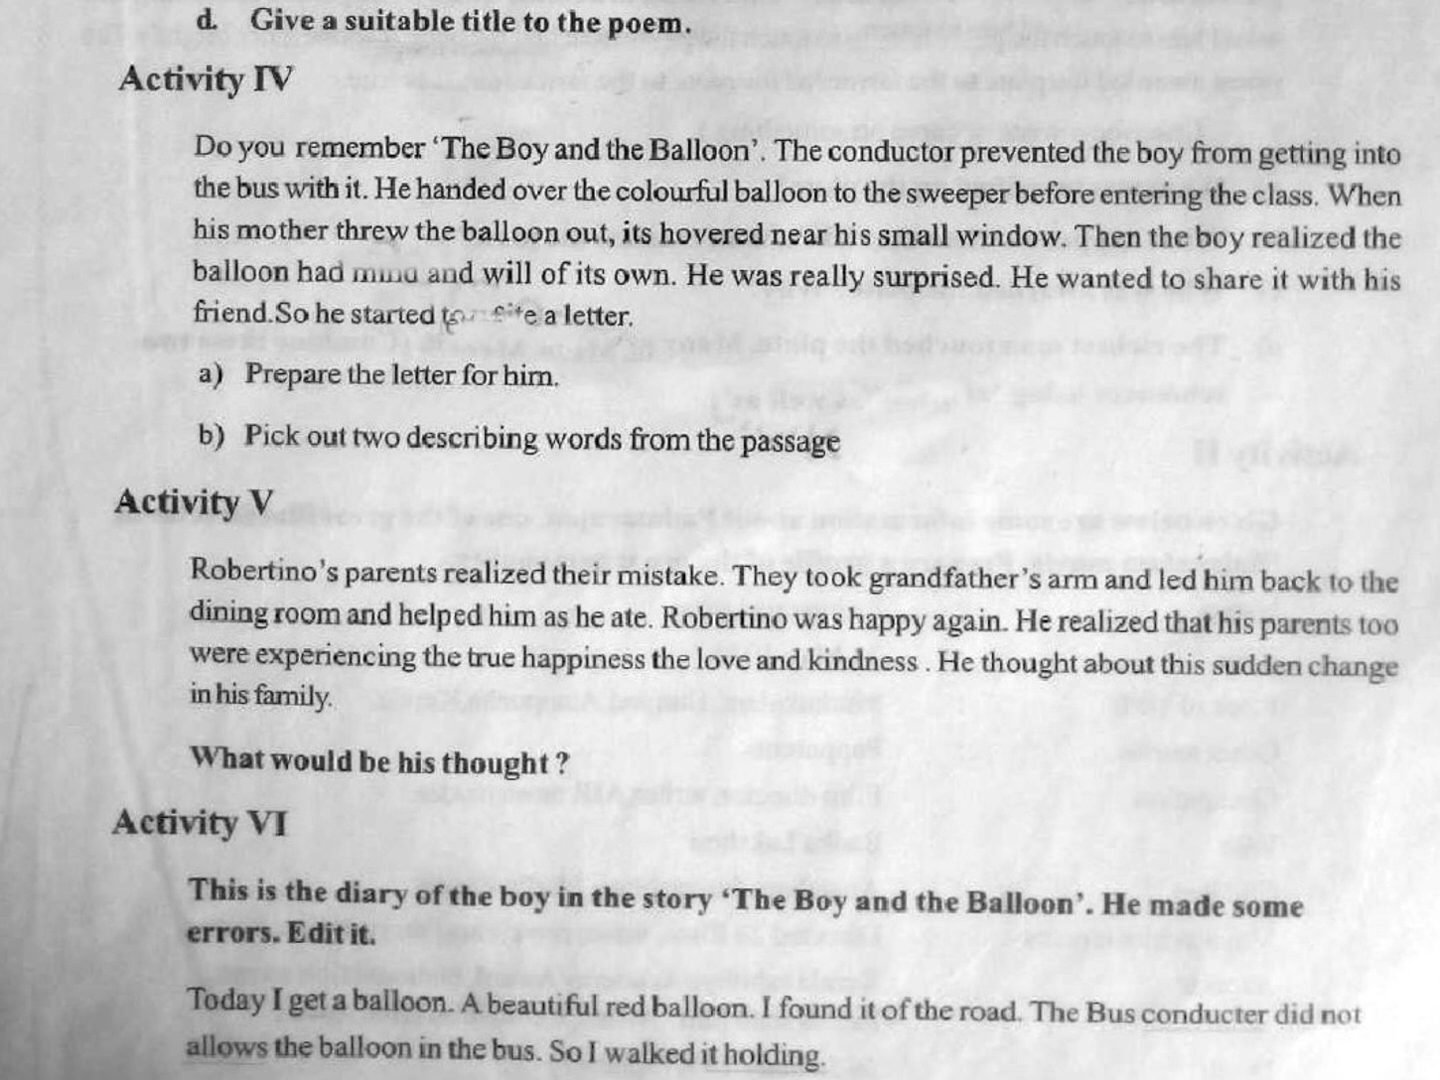 d. Give a suitable title to the poem.
Activity IV
Do you remember ‘The Boy and the Balloon’. The conductor prevented the boy from getting into
the bus with it. He handed over the colourful balloon to the sweeper before entering the class. When
his mother threw the balloon out, its hovered near his small window. Then the boy realized the
balloon had and will of its own. He was really surprised. He wanted to share it with his
friend.So he started a letter.
a) Prepare the letter for him.
b) Pick out two describing words from the passage
Activity V
Robertino’s parents realized their mistake. They took grandfather’s arm and led him back to the
dining room and helped him as he ate. Robertino was happy again. He realized that his parents too
were experiencing the true happiness the love and kindness . He thought about this sudden change
in his family.
What would be his thought ?
Activity VI
This is the diary of the boy in the story ‘The Boy and the Balloon’. He made some
errors. Edit it.
Today I get a balloon. A beautiful red balloon. I found it of the road. The Bus conducter did not
allows the balloon in the bus. So I walked it holding.